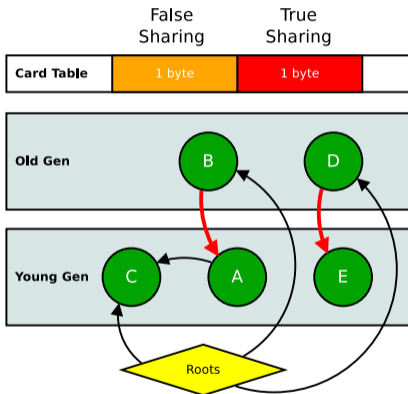 False
Sharing
True
Sharing
Card Table
1 byte
1 byte
Old Gen
B
D
Young Gen
C
A
E
Roots